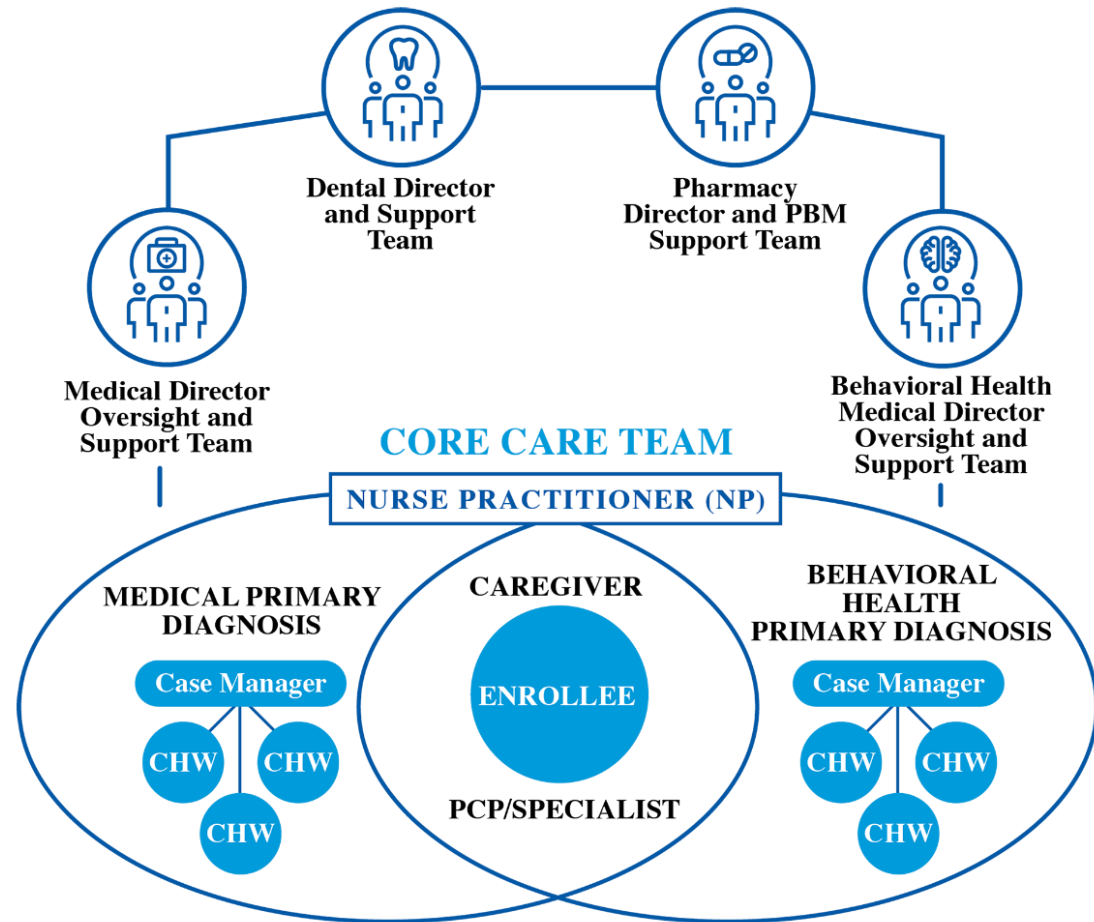 Dental Director
and Support
Team
Pharmacy
Director and PBM
Support Team
Medical Director
Oversight and
Support Team
Behavioral Health
Medical Director
Oversight and
Support Team
CORE CARE TEAM
NURSE PRACTITIONER (NP)
MEDICAL PRIMARY
DIAGNOSIS
Case Manager
CHW
CHW
CHW
CAREGIVER
ENROLLEE
PCP/SPECIALIST
BEHAVIORAL
HEALTH
PRIMARY DIAGNOSIS
Case Manager
CHW
CHW
CHW